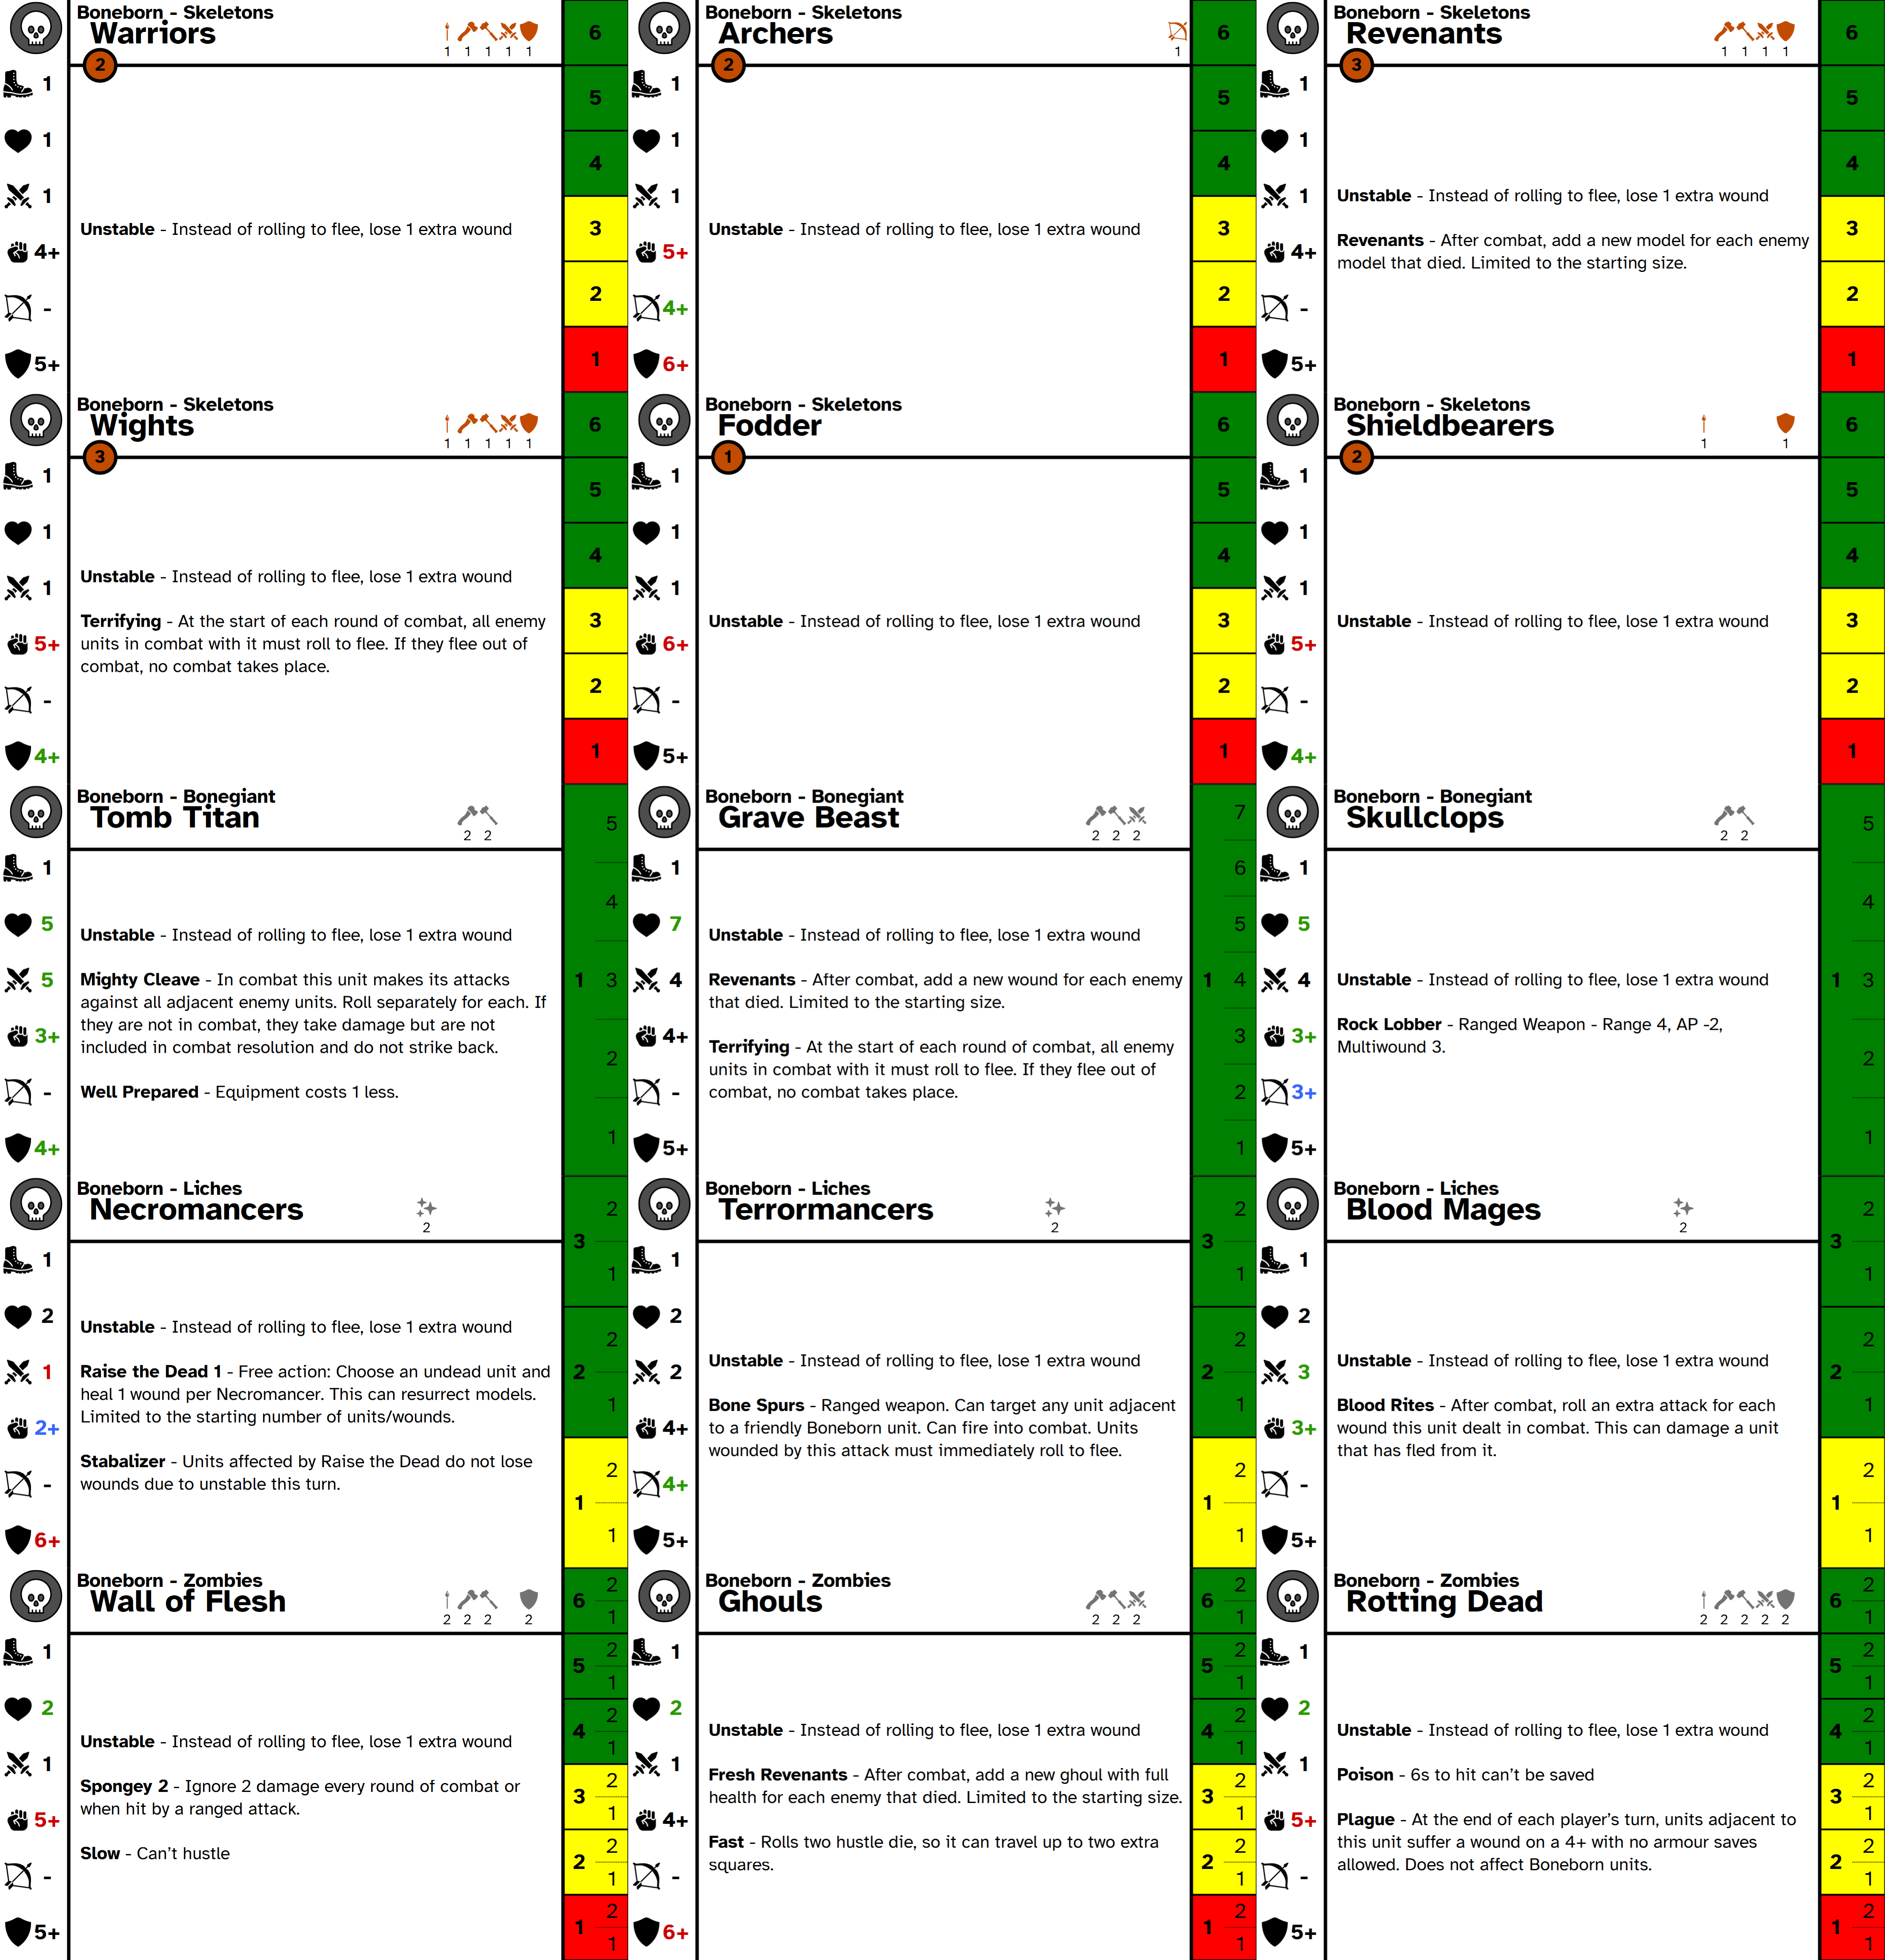 Boneborn - Skeletons
Warriors
1 1 1 1 1
2
1
1
1
4+
-
5+
Unstable - Instead of rolling to flee, lose 1 extra wound
6
5
4
3
2
1
Boneborn - Skeletons
Archers
1
2
1
1
1
5+
4+
6+
Unstable - Instead of rolling to flee, lose 1 extra wound
6
5
4
3
2
1
Boneborn - Skeletons
Revenants
1 1 1 1
3
1
1
1
4+
-
5+
Unstable - Instead of rolling to flee, lose 1 extra wound
Revenants - After combat, add a new model for each enemy
model that died. Limited to the starting size.
6
5
4
3
2
1
Boneborn - Skeletons
Wights
1 1 1 1 1
3
1
1
1
5+
-
4+
Unstable - Instead of rolling to flee, lose 1 extra wound
Terrifying - At the start of each round of combat, all enemy
units in combat with it must roll to flee. If they flee out of
combat, no combat takes place.
6
5
4
3
2
1
Boneborn - Skeletons
Fodder
1
1
1
1
6+
-
5+
Unstable - Instead of rolling to flee, lose 1 extra wound
6
5
4
3
2
1
Boneborn - Skeletons
Shieldbearers
1 1
2
1
1
1
5+
-
4+
Unstable - Instead of rolling to flee, lose 1 extra wound
6
5
4
3
2
1
Boneborn - Bonegiant
Tomb Titan
2 2
1
5
5
3+
-
4+
Unstable - Instead of rolling to flee, lose 1 extra wound
Mighty Cleave - In combat this unit makes its attacks
against all adjacent enemy units. Roll separately for each. If
they are not in combat, they take damage but are not
included in combat resolution and do not strike back.
Well Prepared - Equipment costs 1 less.
1
5
4
3
2
1
Boneborn - Bonegiant
Grave Beast
2 2 2
1
7
4
4+
-
5+
Unstable - Instead of rolling to flee, lose 1 extra wound
Revenants - After combat, add a new wound for each enemy
that died. Limited to the starting size.
Terrifying - At the start of each round of combat, all enemy
units in combat with it must roll to flee. If they flee out of
combat, no combat takes place.
1
7
6
5
4
3
2
1
Boneborn - Bonegiant
Skullclops
2 2
1
5
4
3+
3+
5+
Unstable - Instead of rolling to flee, lose 1 extra wound
Rock Lobber - Ranged Weapon - Range 4, AP -2,
Multiwound 3.
1
5
4
3
2
1
Boneborn - Liches
Necromancers
2
1
2
1
2+
-
6+
Unstable - Instead of rolling to flee, lose 1 extra wound
Raise the Dead 1 - Free action: Choose an undead unit and
heal 1 wound per Necromancer. This can resurrect models.
Limited to the starting number of units/wounds.
Stabalizer - Units affected by Raise the Dead do not lose
wounds due to unstable this turn.
3 2 1
2 2 1
1 2 1
Boneborn - Liches
Terrormancers
2
1
2
2
4+
4+
5+
Unstable - Instead of rolling to flee, lose 1 extra wound
Bone Spurs - Ranged weapon. Can target any unit adjacent
to a friendly Boneborn unit. Can fire into combat. Units
wounded by this attack must immediately roll to flee.
3 2 1
2 2 1
1 2 1
Boneborn - Liches
Blood Mages
2
1
2
3
3+
-
5+
Unstable - Instead of rolling to flee, lose 1 extra wound
Blood Rites - After combat, roll an extra attack for each
wound this unit dealt in combat. This can damage a unit
that has fled from it.
3 2 1
2 2 1
1 2 1
Boneborn - Zombies
Wall of Flesh
2 2 2 2
1
2
1
5+
-
5+
Unstable - Instead of rolling to flee, lose 1 extra wound
Spongey 2 - Ignore 2 damage every round of combat or
when hit by a ranged attack.
Slow - Can't hustle
6 2 1
5 2 1
4 2 1
3 2 1
2 2 1
1 2 1
Boneborn - Zombies
Ghouls
2 2 2
1
2
1
4+
-
6+
Unstable - Instead of rolling to flee, lose 1 extra wound
Fresh Revenants - After combat, add a new ghoul with full
health for each enemy that died. Limited to the starting size.
Fast - Rolls two hustle die, so it can travel up to two extra
squares.
6 2 1
5 2 1
4 2 1
3 2 1
2 2 1
1 2 1
Boneborn - Zombies
Rotting Dead
2 2 2 2 2
1
2
1
5+
-
5+
Unstable - Instead of rolling to flee, lose 1 extra wound
Poison - 6s to hit can't be saved
Plague - At the end of each player's turn, units adjacent to
this unit suffer a wound on a 4+ with no armour saves
allowed. Does not affect Boneborn units.
6 2 1
5 2 1
4 2 1
3 2 1
2 2 1
1 2 1